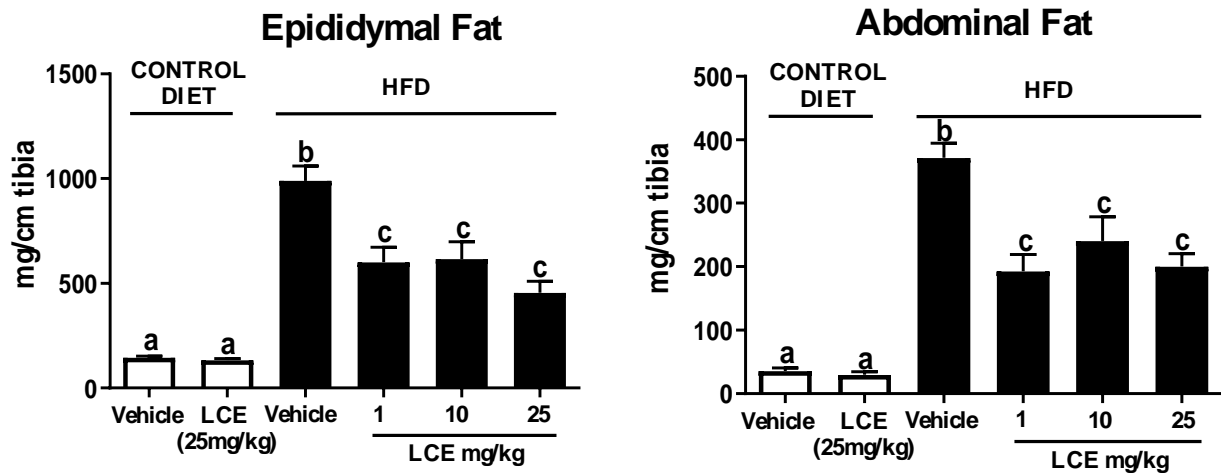 Epididymal Fat
mg/cm tibia
1500
1000
500
0
CONTROL
DIET
HFD
a
a
b
c
c
c
Vehicle
LCE
(25mg/kg)
Vehicle
1
10
25
LCE mg/kg
Abdominal Fat
mg/cm tibia
500
400
300
200
100
0
CONTROL
DIET
HFD
a
a
b
c
c
c
Vehicle
LCE
(25mg/kg)
Vehicle
1
10
25
LCE mg/kg